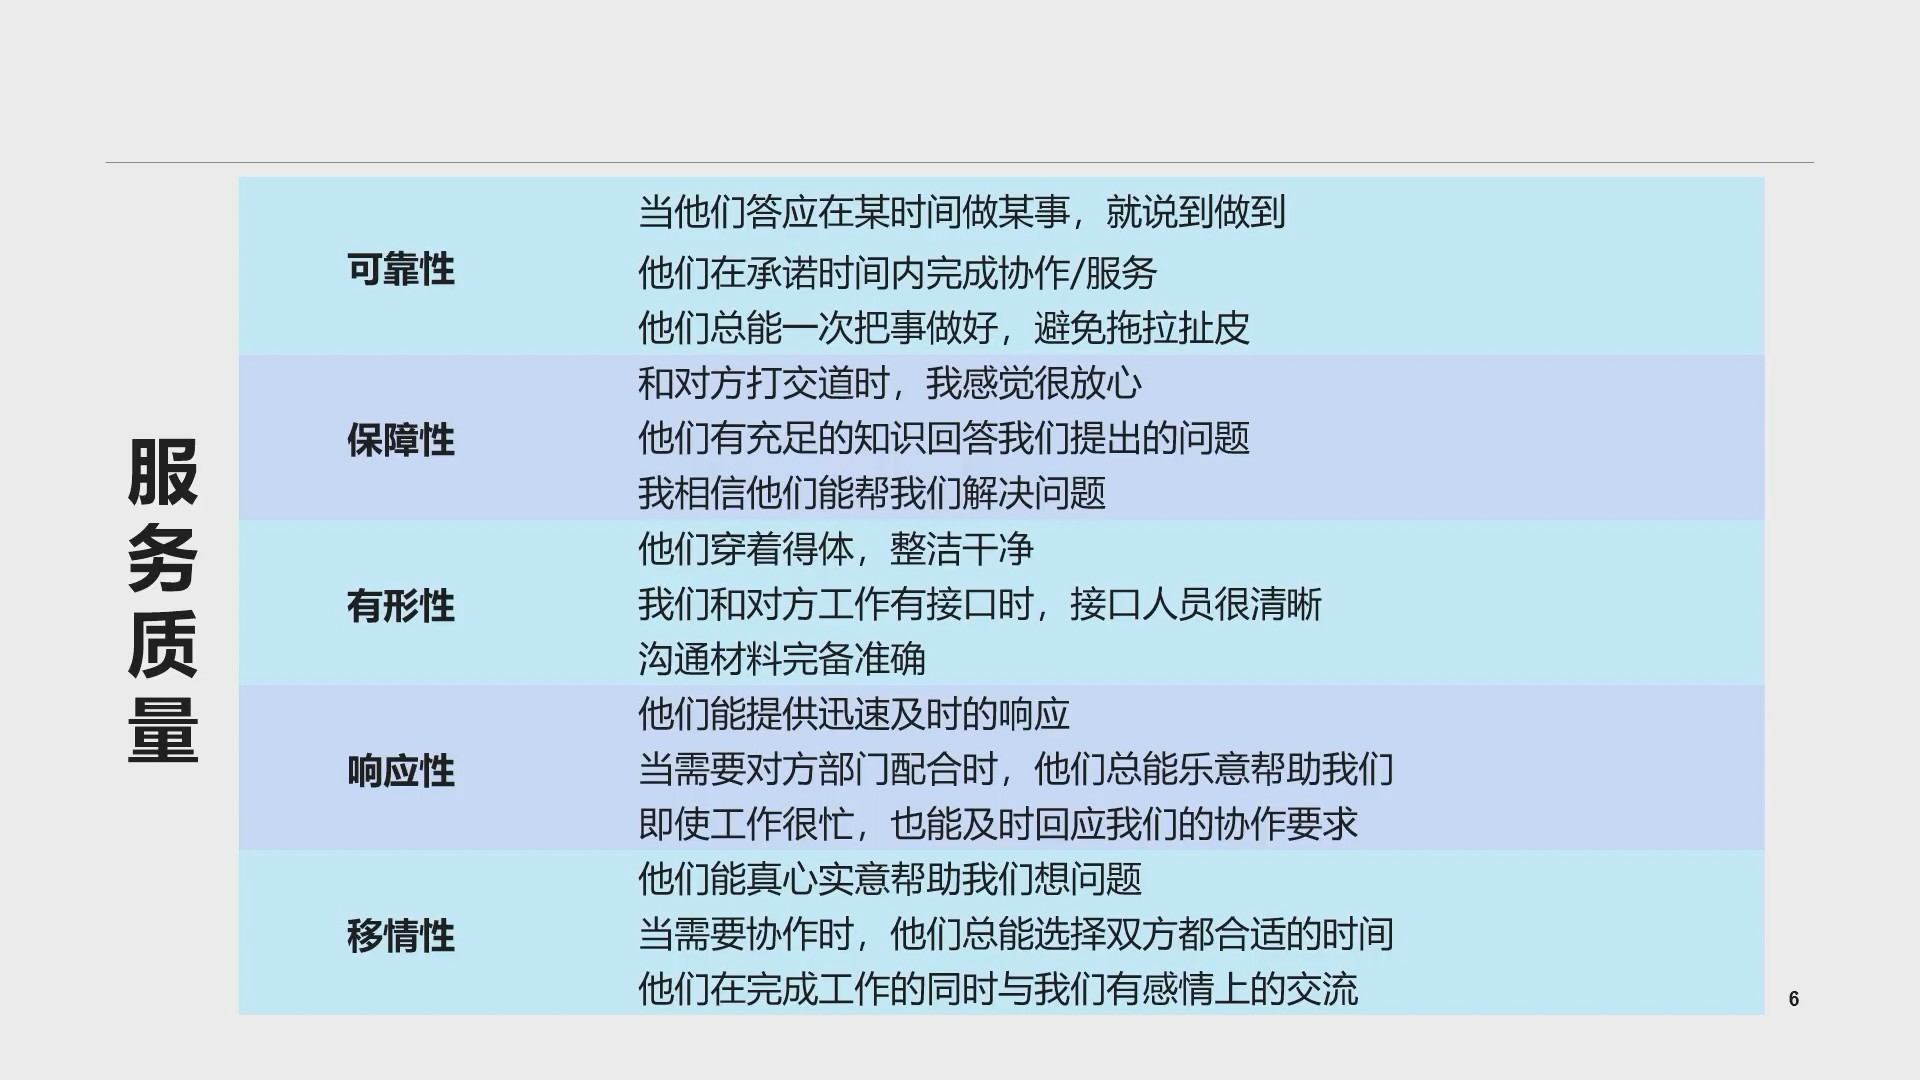 服务质量
可靠性
当他们答应在某时间做某事，就说到做到
他们在承诺时间内完成协作/服务
他们总能一次把事做好，避免拖拉扯皮
保障性
和对方打交道时，我感觉很放心
他们有充足的知识回答我们提出的问题
我相信他们能帮我们解决问题
有形性
他们穿着得体，整洁干净
我们和对方工作有接口时，接口人员很清晰
沟通材料完备准确
响应性
他们能提供迅速及时的响应
当需要对方部门配合时，他们总能乐意帮助我们
即使工作很忙，也能及时回应我们的协作要求
移情性
他们能真心实意帮助我们想问题
当需要协作时，他们总能选择双方都合适的时间
他们在完成工作的同时与我们有感情上的交流
6